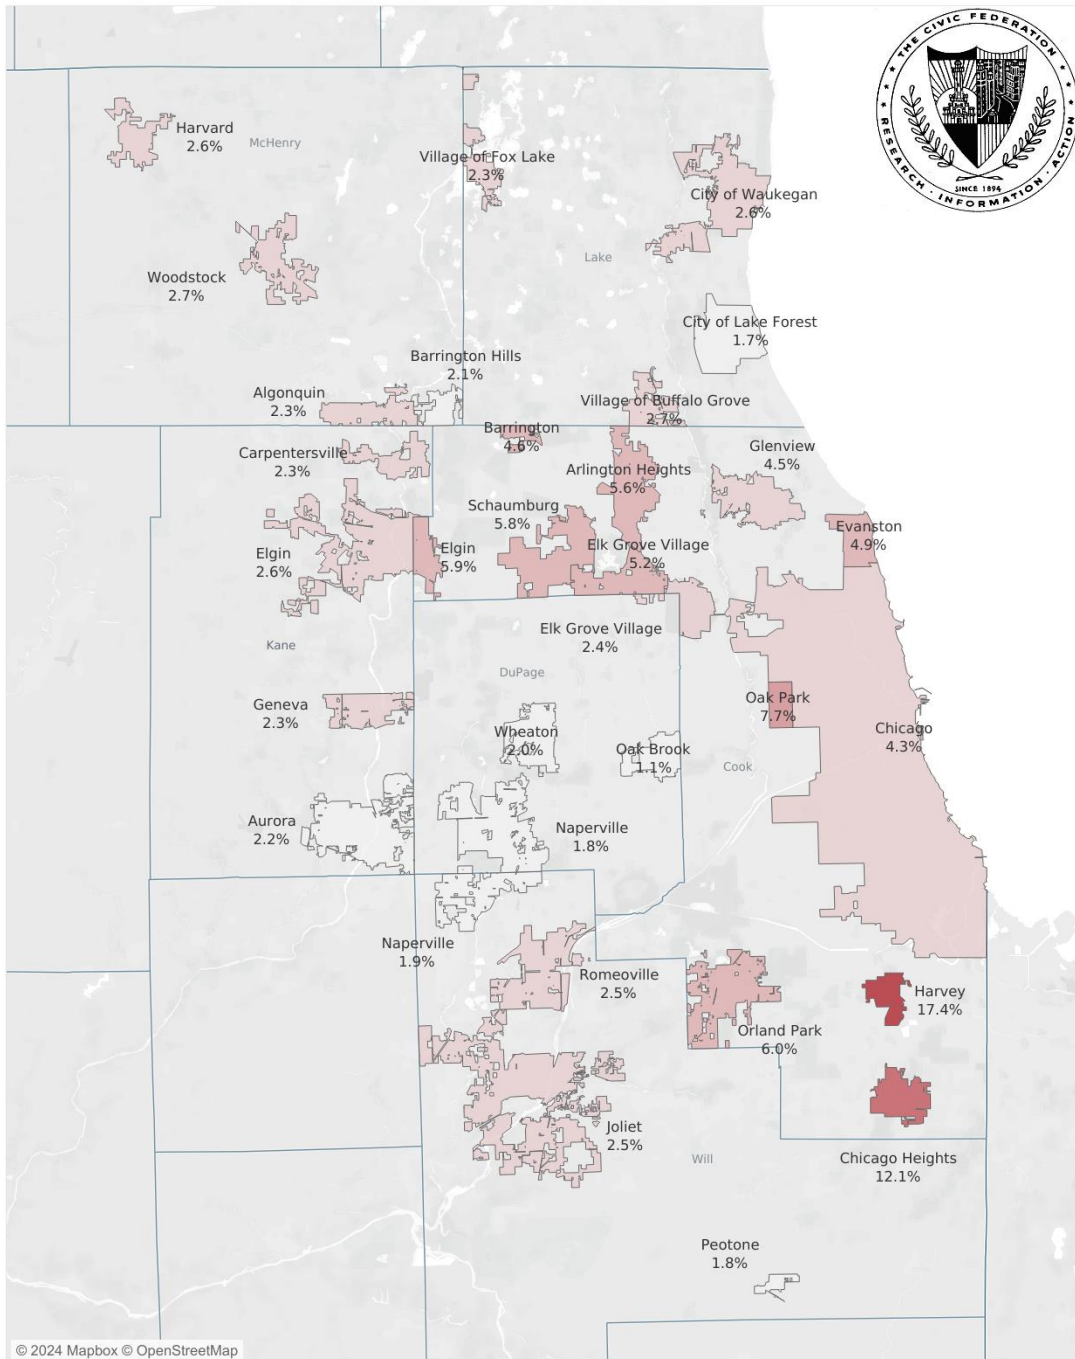 THE CIVIC FEDERATION
RESEARCH · INFORMATION · ACTION
SINCE 1894
Harvard
2.6%
McHenry
Village of Fox Lake
2.3%
City of Waukegan
2.6%
Lake
Woodstock
2.7%
City of Lake Forest
1.7%
Barrington Hills
2.1%
Algonquin
2.3%
Village of Buffalo Grove
2.7%
Barrington
4.6%
Carpentersville
2.3%
Glenview
4.5%
Arlington Heights
5.6%
Schaumburg
5.8%
Evanston
4.9%
Elgin
2.6%
Elgin
5.9%
Elk Grove Village
5.2%
Elk Grove Village
2.4%
Kane
DuPage
Geneva
2.3%
Oak Park
7.7%
Wheaton
2.0%
Oak Brook
1.1%
Chicago
4.3%
Cook
Aurora
2.2%
Naperville
1.8%
Naperville
1.9%
Romeoville
2.5%
Harvey
17.4%
Orland Park
6.0%
Joliet
2.5%
Will
Chicago Heights
12.1%
Peotone
1.8%
© 2024 Mapbox © OpenStreetMap